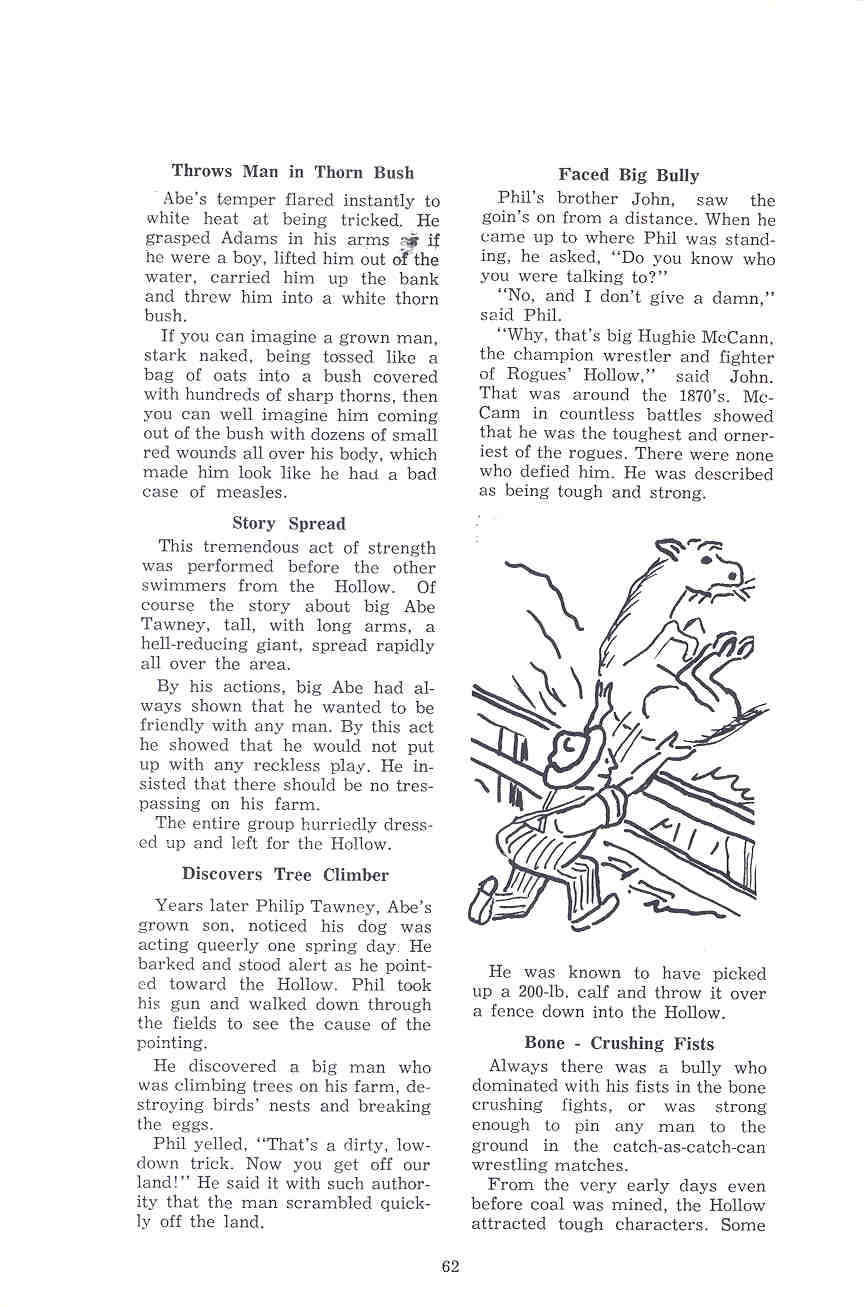 Throws Man in Thorn Bush
Abe's temper flared instantly to
white heat at being tricked. He
grasped Adams in his arms as if
he were a boy, lifted him out of the
water, carried him up the bank
and threw him into a white thorn
bush.
If you can imagine a grown man,
stark naked, being tossed like a
bag of oats into a bush covered
with hundreds of sharp thorns, then
you can well imagine him coming
out of the bush with dozens of small
red wounds all over his body, which
made him look like he had a bad
case of measles.
Story Spread
This tremendous act of strength
was performed before the other
swimmers from the Hollow. Of
course the story about big Abe
Tawney, tall, with long arms, a
hell-reducing giant, spread rapidly
all over the area.
By his actions, big Abe had al-
ways shown that he wanted to be
friendly with any man. By this act
he showed that he would not put
up with any reckless play. He in-
sisted that there should be no tres-
passing on his farm.
The entire group hurriedly dress-
ed up and left for the Hollow.
Discovers Tree Climber
Years later Philip Tawney, Abe's
grown son, noticed his dog was
acting queerly one spring day. He
barked and stood alert as he point-
ed toward the Hollow. Phil took
his gun and walked down through
the fields to see the cause of the
pointing.
He discovered a big man who
was climbing trees on his farm, de-
stroying birds' nests and breaking
the eggs.
Phil yelled, "That's a dirty, low-
down trick. Now you get off our
land!" He said it with such author-
ity that the man scrambled quick-
ly off the land.
Faced Big Bully
Phil's brother John, saw the
goin's on from a distance. When he
came up to where Phil was stand-
ing, he asked, "Do you know who
you were talking to?"
"No, and I don't give a damn,"
said Phil.
"Why, that's big Hughie McCann,
the champion wrestler and fighter
of Rogues' Hollow," said John.
That was around the 1870's. Mc-
Cann in countless battles showed
that he was the toughest and orner-
iest of the rogues. There were none
who defied him. He was described
as being tough and strong.
He was known to have picked
up a 200-lb. calf and throw it over
a fence down into the Hollow.
Bone - Crushing Fists
Always there was a bully who
dominated with his fists in the bone
crushing fights, or was strong
enough to pin any man to the
ground in the catch-as-catch-can
wrestling matches.
From the very early days even
before coal was mined, the Hollow
attracted tough characters. Some
62